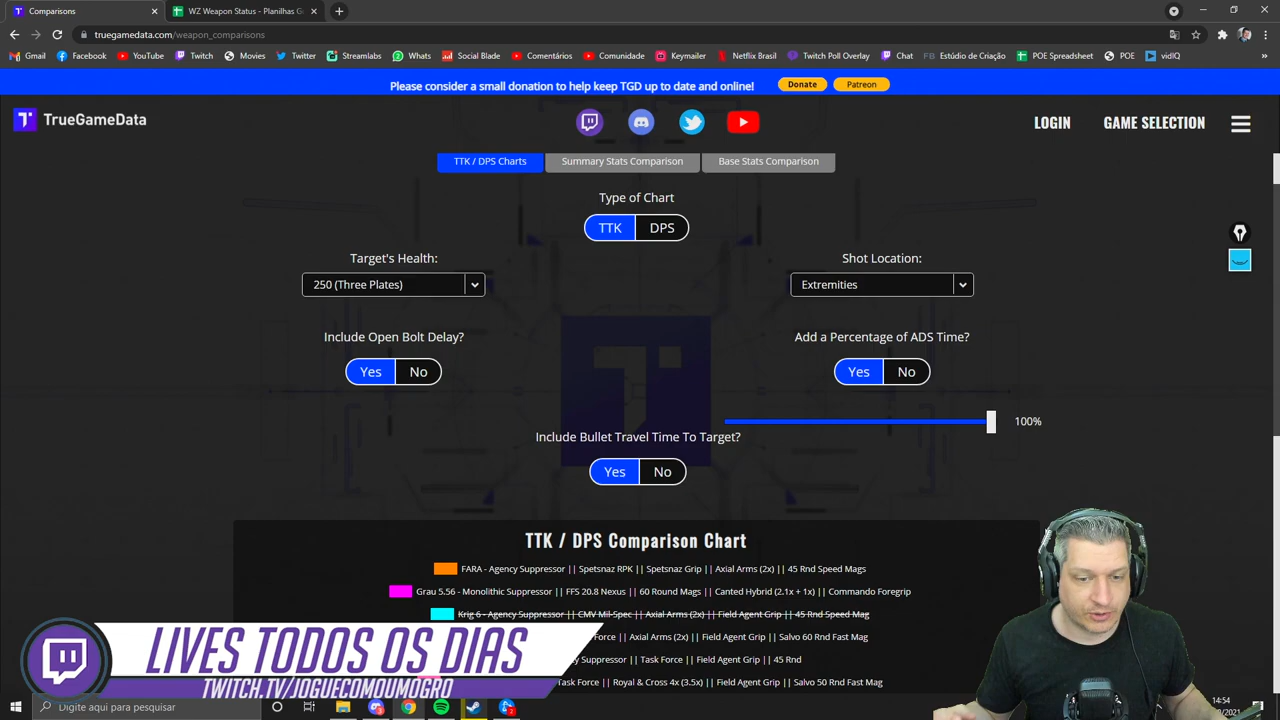 Comparisons
WZ Weapon Status - Planilhas G
truegamedata.com/weapon_comparisons
Gmail Facebook YouTube Twitch Movies Twitter Streamlabs Whats Social Blade Comentários Comunidade Keymailer Netflix Brasil Twitch Poll Overlay Chat FB Estúdio de Criação POE Spreadsheet POE vidIQ
Please consider a small donation to help keep TGD up to date and online! Donate Patreon
TrueGameData LOGIN GAME SELECTION
TTK / DPS Charts Summary Stats Comparison Base Stats Comparison
Type of Chart
TTK DPS
Target's Health: Shot Location:
250 (Three Plates) Extremities
Include Open Bolt Delay? Add a Percentage of ADS Time?
Yes No Yes No
100%
Include Bullet Travel Time To Target?
Yes No
TTK / DPS Comparison Chart
FARA - Agency Suppressor || Spetsnaz RPK || Spetsnaz Grip || Axial Arms (2x) || 45 Rnd Speed Mags
Grau 5.56 - Monolithic Suppressor || FFS 20.8 Nexus || 60 Round Mags || Canted Hybrid (2.1x + 1x) || Commando Foregrip
Krig 6 - Agency Suppressor || CMV Mil-Spec || Axial Arms (2x) || Field Agent Grip || 45 Rnd Speed Mag
Force || Axial Arms (2x) || Field Agent Grip || Salvo 60 Rnd Fast Mag
Suppressor || Task Force || Field Agent Grip || 45 Rnd
Task Force || Royal & Cross 4x (3.5x) || Field Agent Grip || Salvo 50 Rnd Fast Mag
LIVES TODOS OS DIAS
TWITCH.TV/JOGUECOMOUMOGRO
Digite aqui para pesquisar
14:54